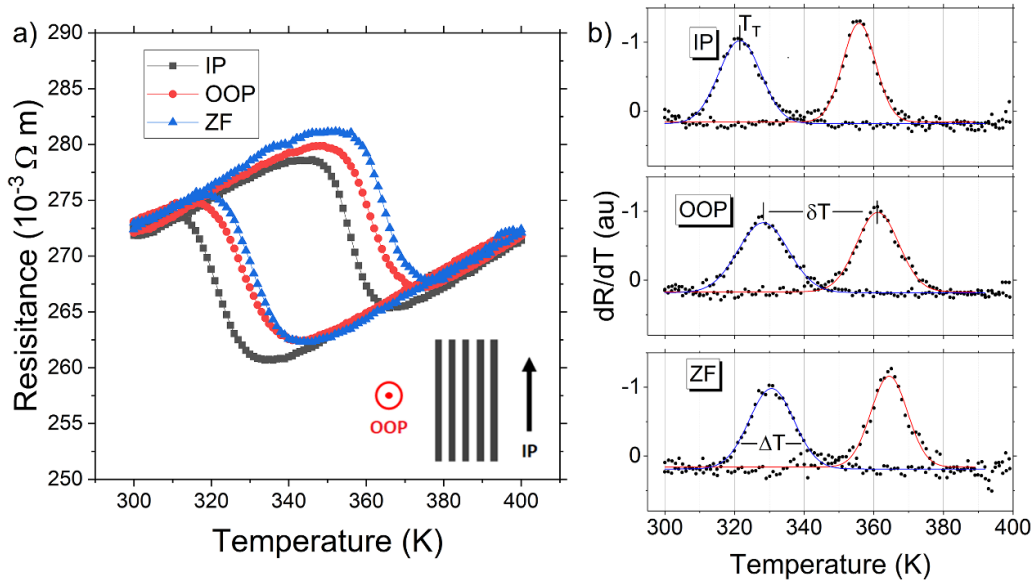 a)
290
285
280
275
270
265
260
255
250
Resisitance (10⁻³ Ω m)
IP
OOP
ZF
OOP
IP
300 320 340 360 380 400
Temperature (K)
b)
IP
T_T
-1
0
OOP
δT
-1
0
dR/dT (au)
ZF
ΔT
-1
0
300 320 340 360 380 400
Temperature (K)